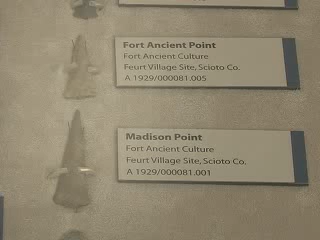 Fort Ancient Point
Fort Ancient Culture
Feurt Village Site, Scioto Co.
A 1929/000081.005
Madison Point
Fort Ancient Culture
Feurt Village Site, Scioto Co.
A 1929/000081.001